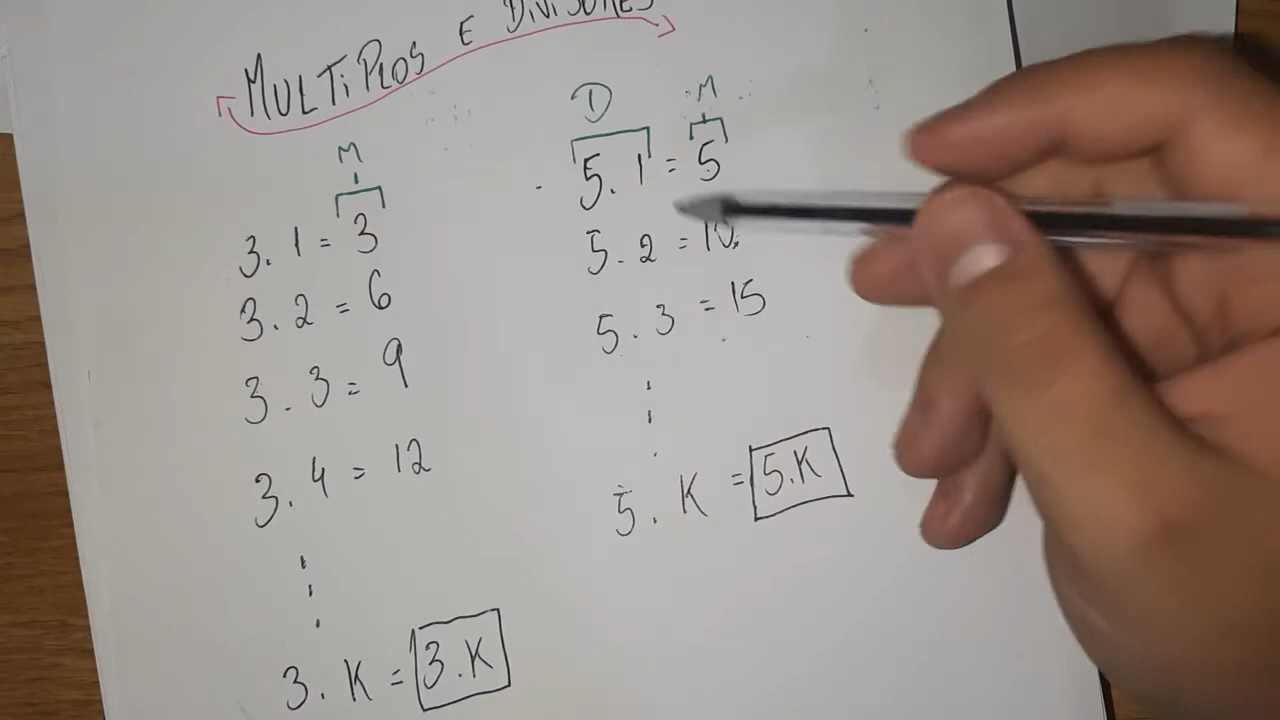 MULTIPLOS E DIVISORES
M
3. 1 = 3
3. 2 = 6
3. 3 = 9
3. 4 = 12
3. K = 3.K
D M
5. 1 = 5
5. 2 = 10
5. 3 = 15
5. K = 5.K